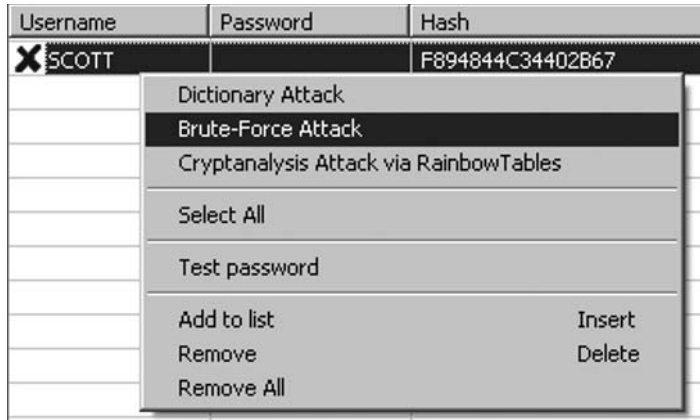 Username Password Hash
SCOTT F894844C34402B67
Dictionary Attack
Brute-Force Attack
Cryptanalysis Attack via RainbowTables
Select All
Test password
Add to list Insert
Remove Delete
Remove All